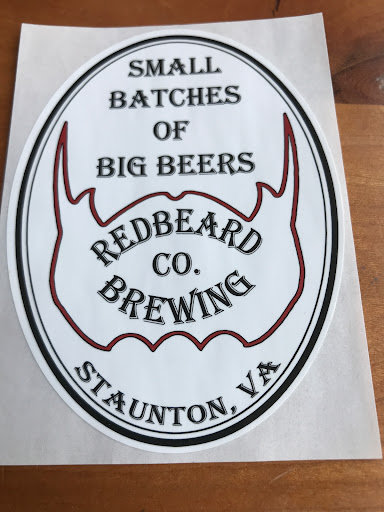 SMALL
BATCHES
OF
BIG BEERS
REDBEARD
CO.
BREWING
STAUNTON, VA